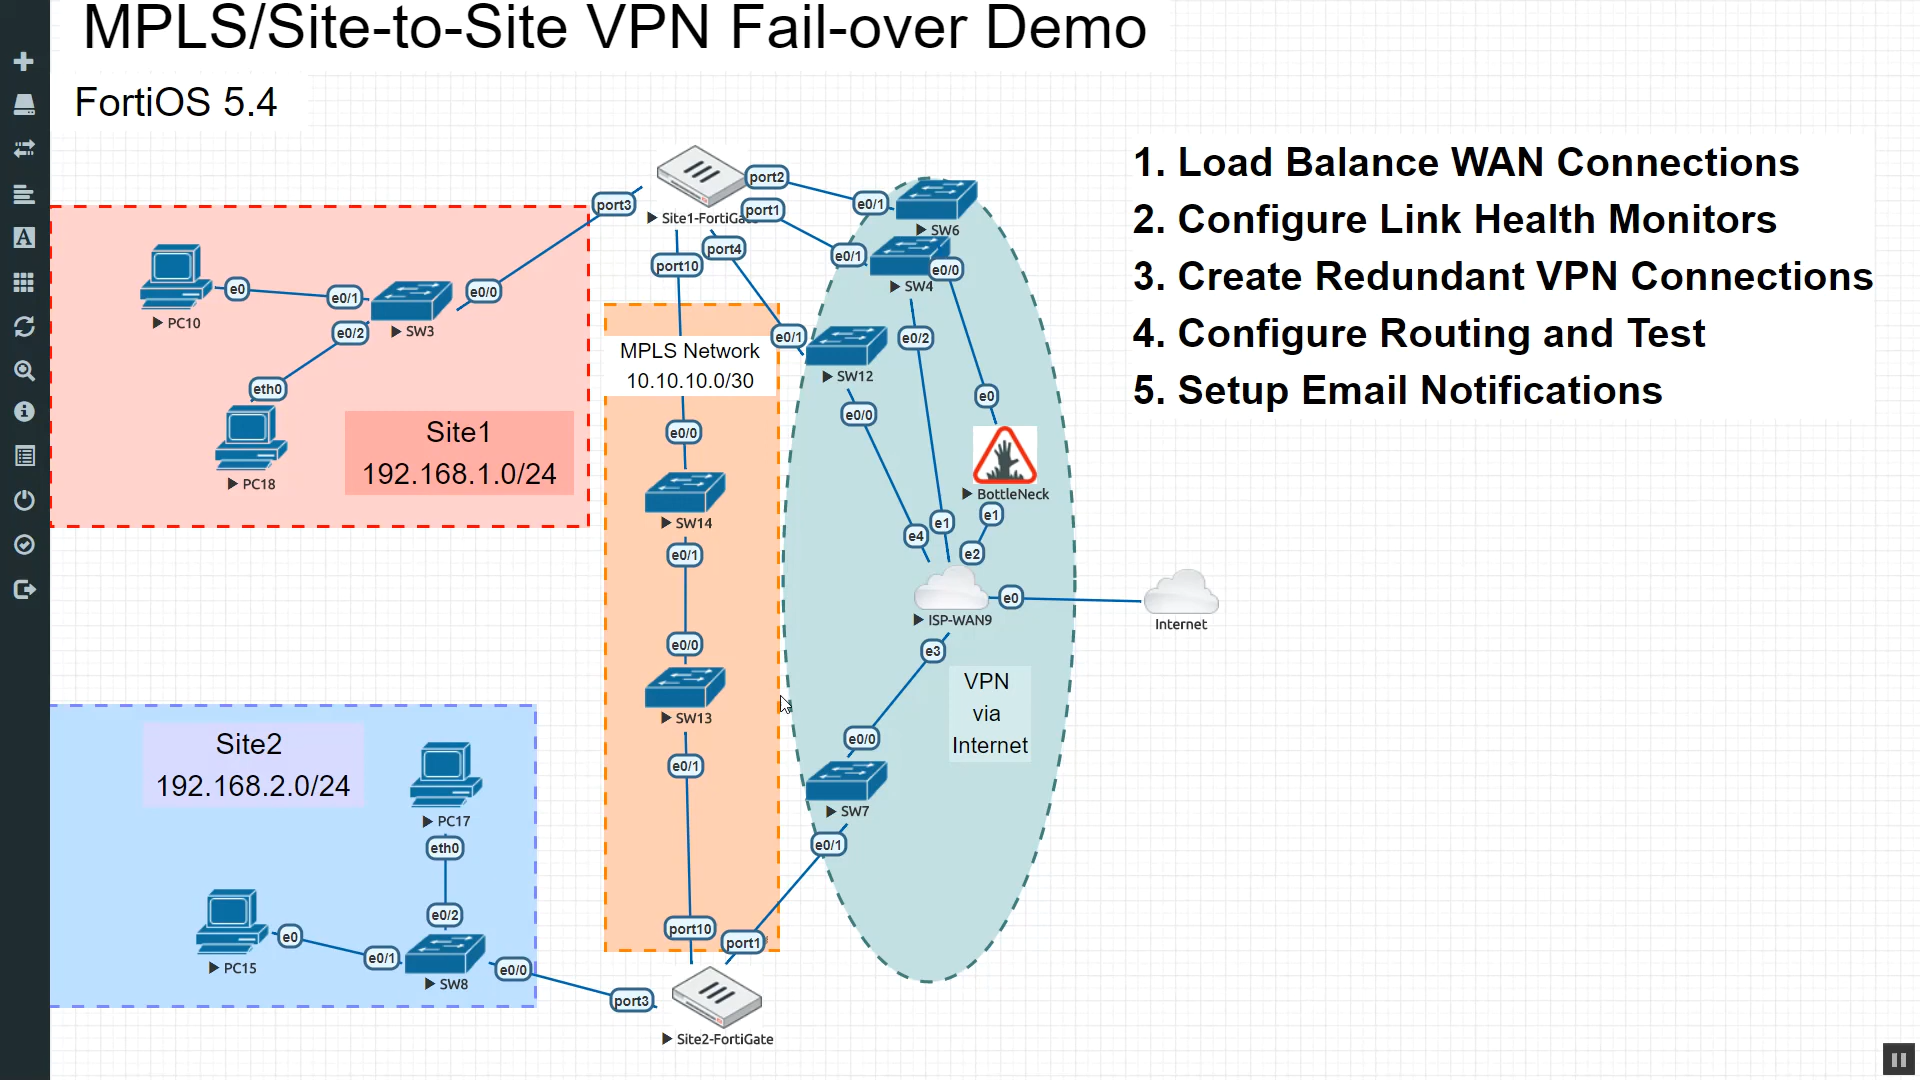 MPLS/Site-to-Site VPN Fail-over Demo
FortiOS 5.4
1. Load Balance WAN Connections
2. Configure Link Health Monitors
3. Create Redundant VPN Connections
4. Configure Routing and Test
5. Setup Email Notifications
port2
port3
port1
e0/1
Site1-FortiGate
SW6
port4
e0/1
port10
e0/0
SW4
e0
e0/1
e0/0
PC10
SW3
e0/2
e0/1
e0/2
MPLS Network
10.10.10.0/30
SW12
eth0
e0
e0/0
Site1
192.168.1.0/24
e0/0
PC18
BottleNeck
SW14
e1
e1
e4
e0/1
e2
e0
ISP-WAN9
Internet
e0/0
e3
VPN
via
Internet
SW13
Site2
192.168.2.0/24
e0/0
e0/1
SW7
PC17
eth0
e0/1
e0/2
port10
port1
e0
e0/1
PC15
SW8
e0/0
port3
Site2-FortiGate